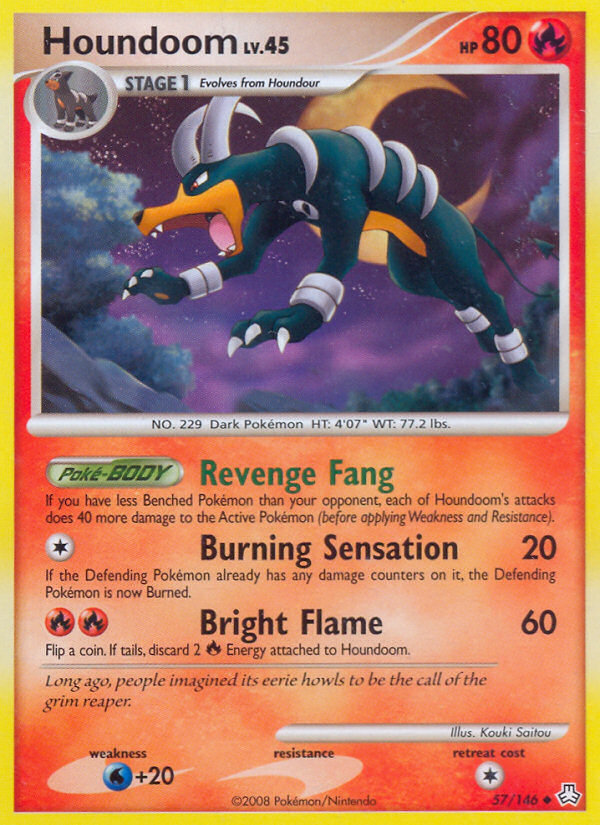 Houndoom LV.45 HP 80
STAGE 1 Evolves from Houndour
NO. 229 Dark Pokémon HT: 4'07" WT: 77.2 lbs.
Poké-BODY Revenge Fang
If you have less Benched Pokémon than your opponent, each of Houndoom's attacks
does 40 more damage to the Active Pokémon (before applying Weakness and Resistance).
Burning Sensation 20
If the Defending Pokémon already has any damage counters on it, the Defending
Pokémon is now Burned.
Bright Flame 60
Flip a coin. If tails, discard 2 Energy attached to Houndoom.
Long ago, people imagined its eerie howls to be the call of the
grim reaper.
Illus. Kouki Saitou
weakness resistance retreat cost
+20
©2008 Pokémon/Nintendo 57/146